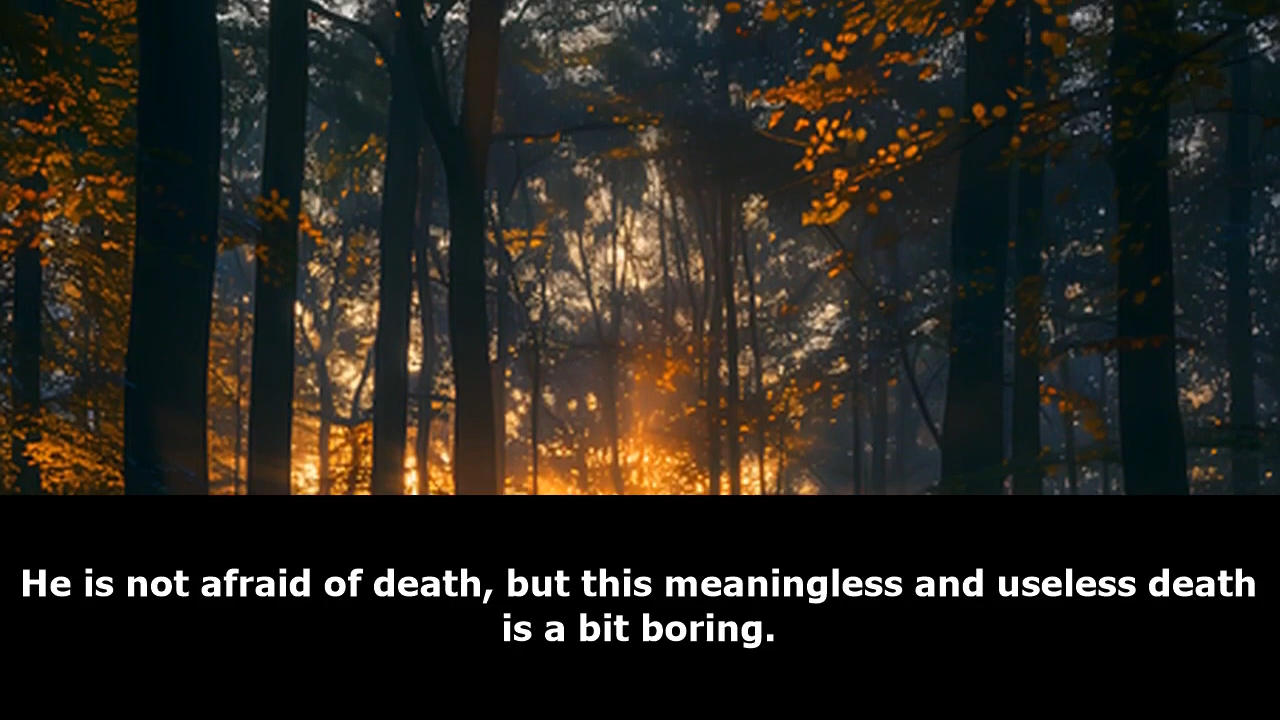 He is not afraid of death, but this meaningless and useless death
is a bit boring.